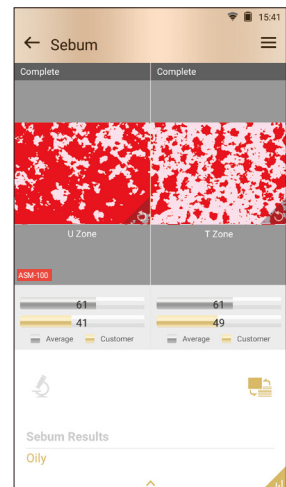 15:41
Sebum
Complete Complete
U Zone T Zone
ASM-100
61 61
41 49
Average Customer Average Customer
Sebum Results
Oily